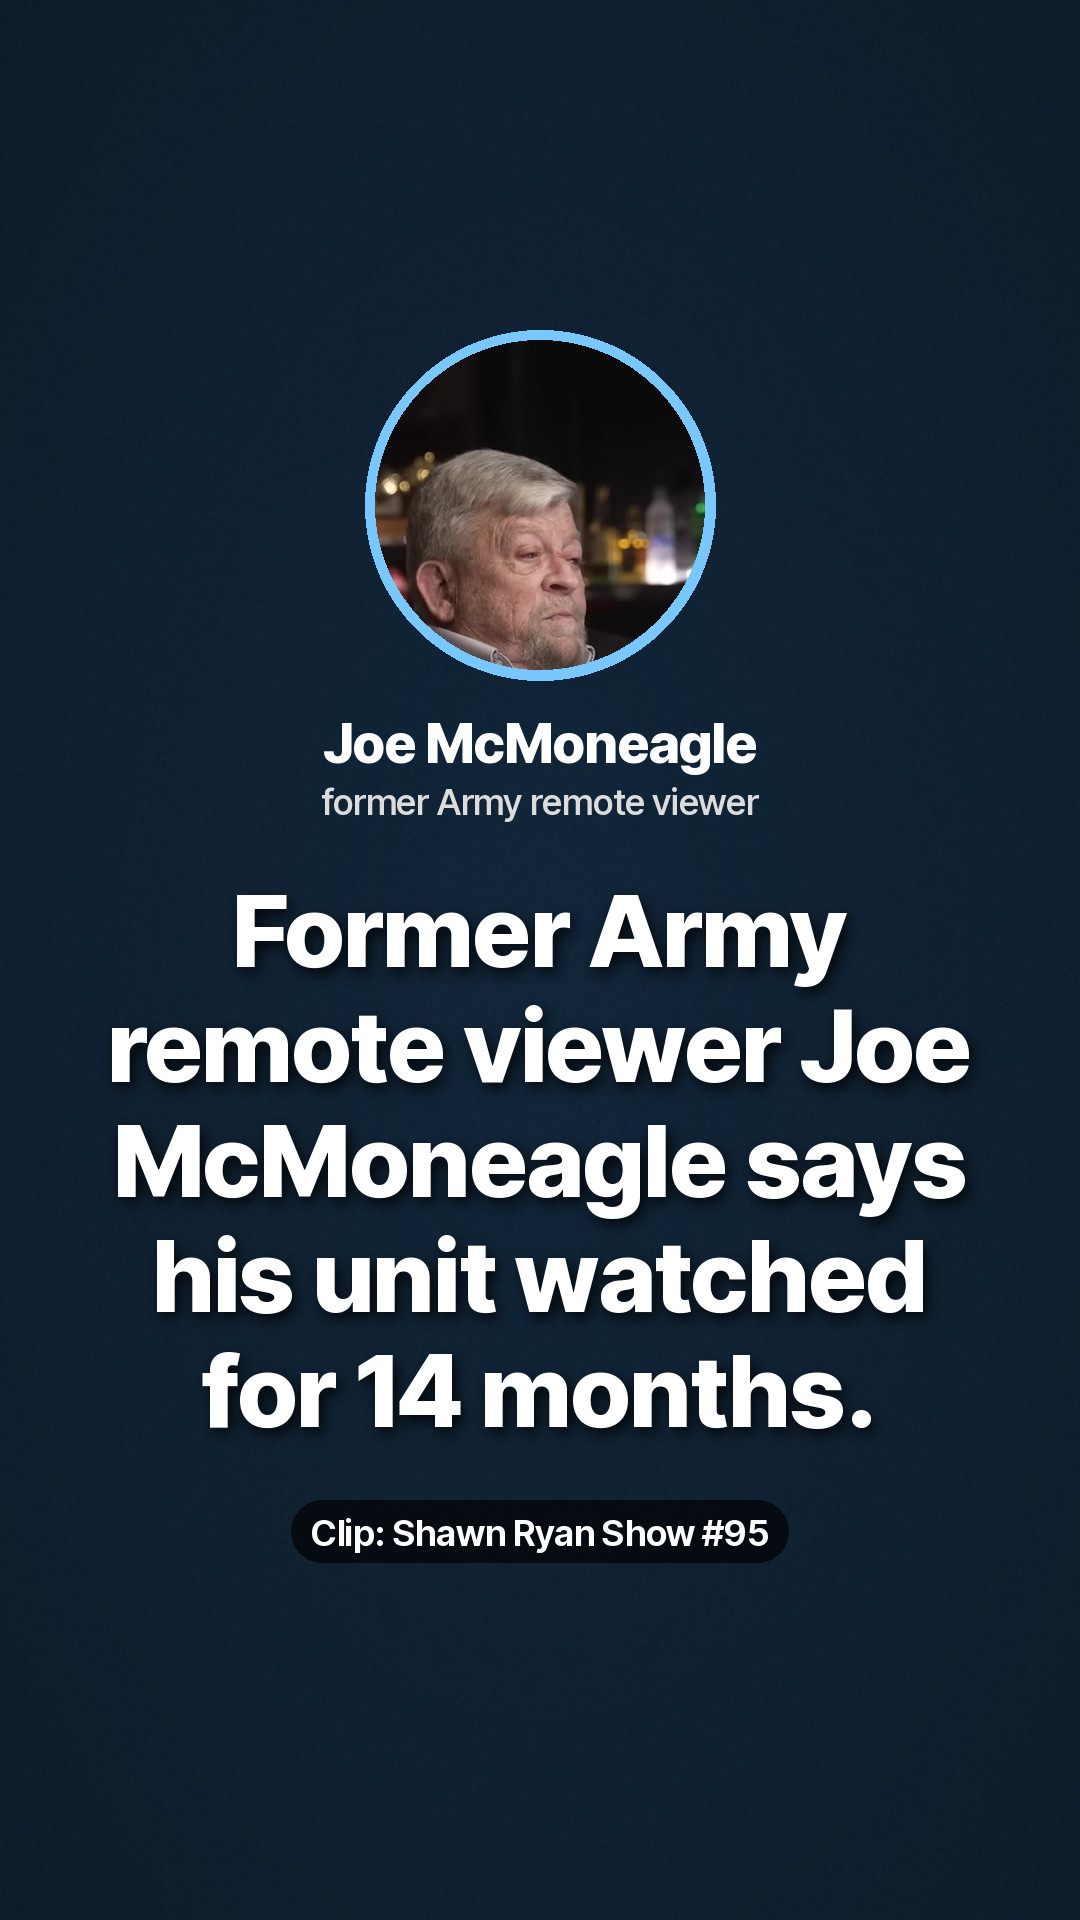 Joe McMoneagle
former Army remote viewer
Former Army
remote viewer Joe
McMoneagle says
his unit watched
for 14 months.
Clip: Shawn Ryan Show #95